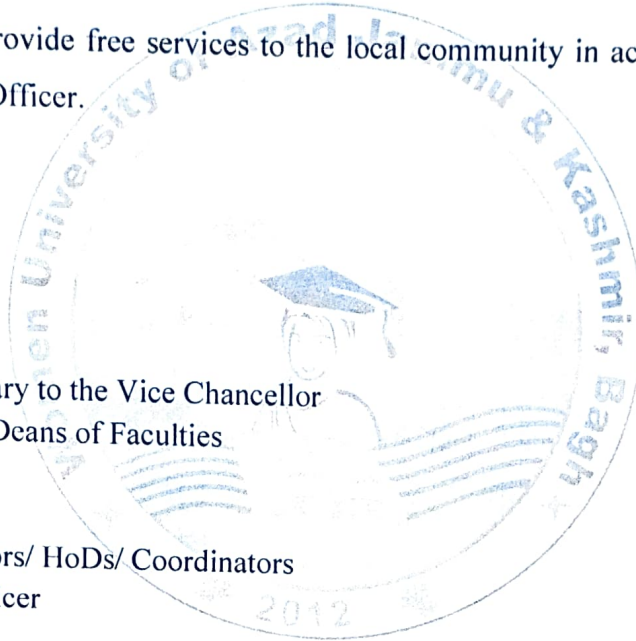 rovide free services to the local community in ac
Officer.
ary to the Vice Chancellor
Deans of Faculties
ors/ HoDs/ Coordinators
cer
Women University of Azad Jammu & Kashmir, Bagh
2012